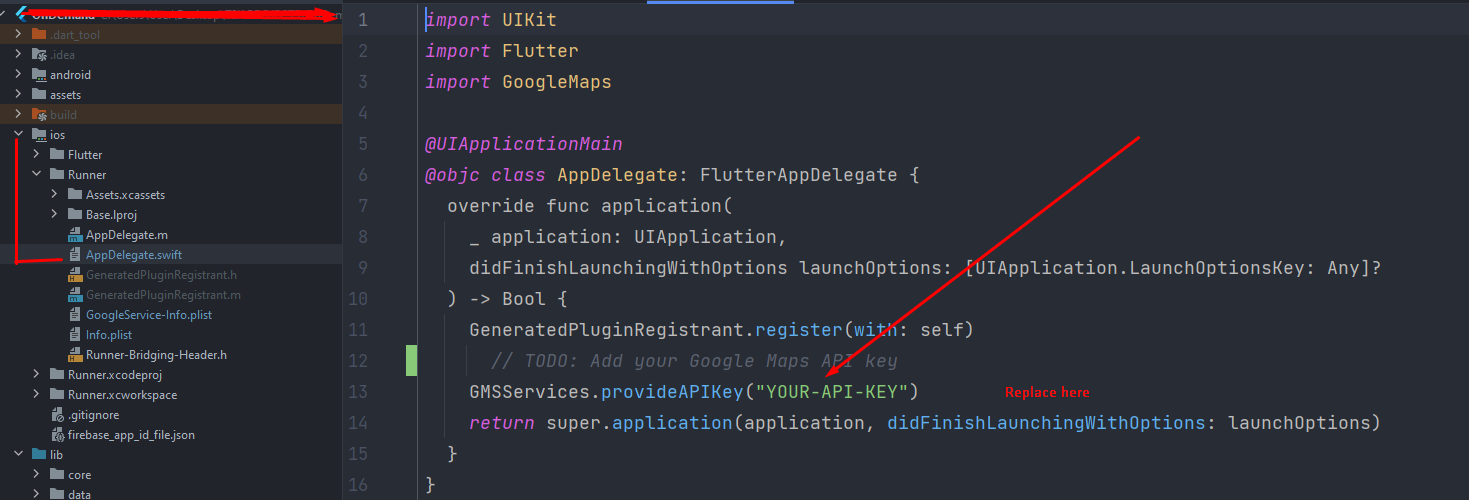 OnDemand
.dart_tool
.idea
android
assets
build
ios
Flutter
Runner
Assets.xcassets
Base.lproj
AppDelegate.m
AppDelegate.swift
GeneratedPluginRegistrant.h
GeneratedPluginRegistrant.m
GoogleService-Info.plist
Info.plist
Runner-Bridging-Header.h
Runner.xcodeproj
Runner.xcworkspace
.gitignore
firebase_app_id_file.json
lib
core
data
1 import UIKit
2 import Flutter
3 import GoogleMaps
4
5 @UIApplicationMain
6 @objc class AppDelegate: FlutterAppDelegate {
7 override func application(
8 _ application: UIApplication,
9 didFinishLaunchingWithOptions launchOptions: [UIApplication.LaunchOptionsKey: Any]?
10 ) -> Bool {
11 GeneratedPluginRegistrant.register(with: self)
12 // TODO: Add your Google Maps API key
13 GMSServices.provideAPIKey("YOUR-API-KEY") Replace here
14 return super.application(application, didFinishLaunchingWithOptions: launchOptions)
15 }
16 }